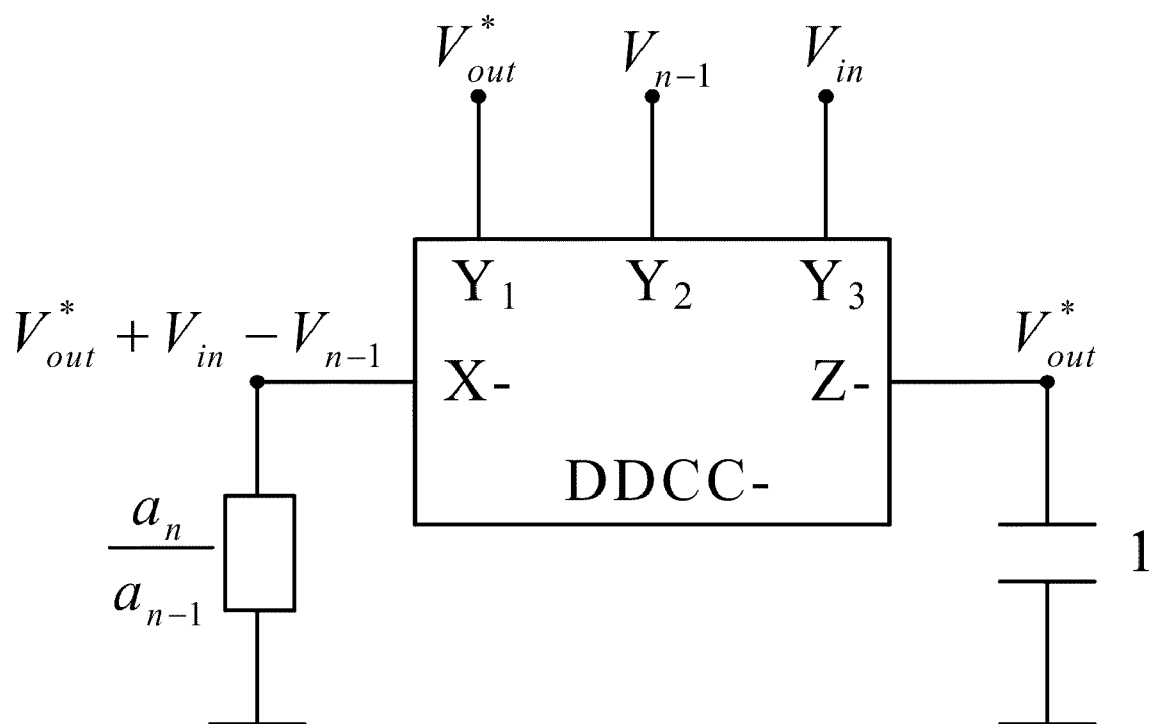 V*out Vn−1 Vin
Y1 Y2 Y3
V*out + Vin − Vn−1
X-
Z-
V*out
DDCC-
an
an−1
1